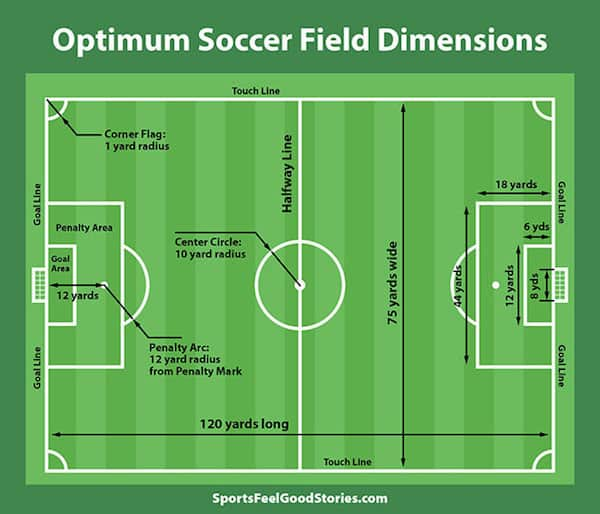 Optimum Soccer Field Dimensions
Touch Line
Corner Flag:
1 yard radius
Halfway Line
Goal Line
Goal Line
18 yards
Penalty Area
6 yds
Center Circle:
10 yard radius
Goal
Area
75 yards wide
44 yards
12 yards
8 yds
12 yards
Penalty Arc:
12 yard radius
from Penalty Mark
Goal Line
Goal Line
120 yards long
Touch Line
SportsFeelGoodStories.com